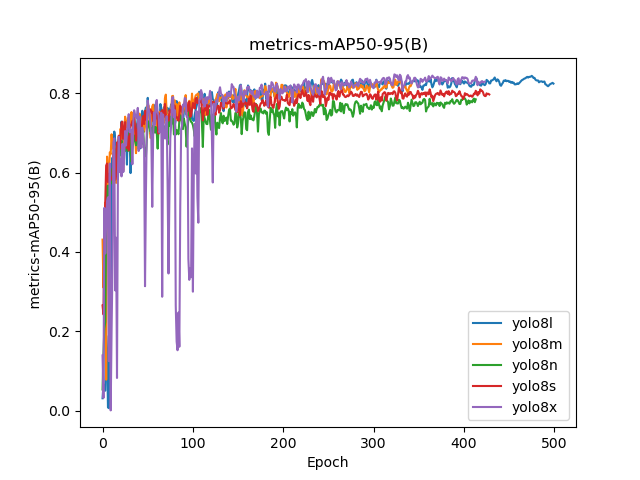 metrics-mAP50-95(B)
metrics-mAP50-95(B)
0.8
0.6
0.4
0.2
0.0
0 100 200 300 400 500
Epoch
yolo8l
yolo8m
yolo8n
yolo8s
yolo8x